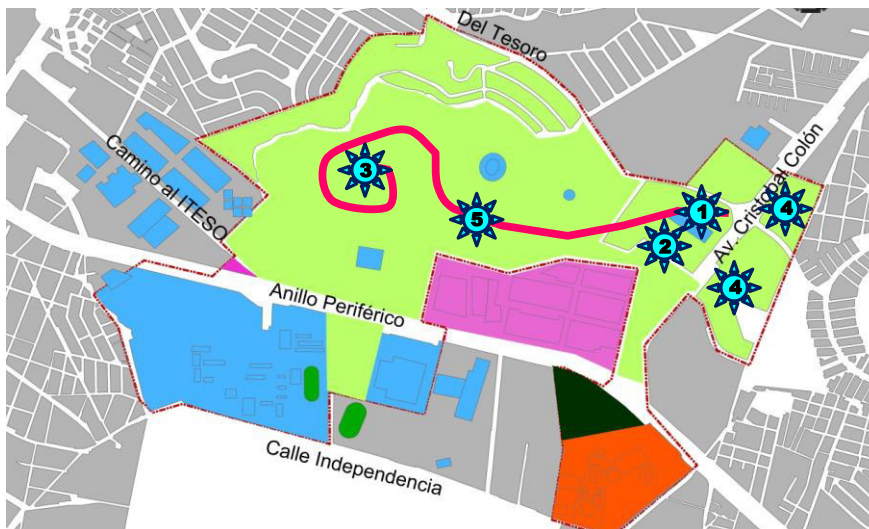 Del Tesoro
Camino al ITESO
Av. Cristobal Colón
3
5
1
4
2
4
Anillo Periférico
Calle Independencia